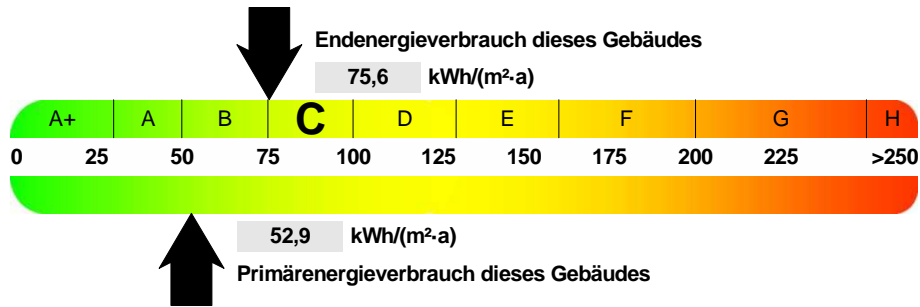 Endenergieverbrauch dieses Gebäudes
75,6 kWh/(m²·a)
A+ A B C D E F G H
0 25 50 75 100 125 150 175 200 225 >250
52,9 kWh/(m²·a)
Primärenergieverbrauch dieses Gebäudes